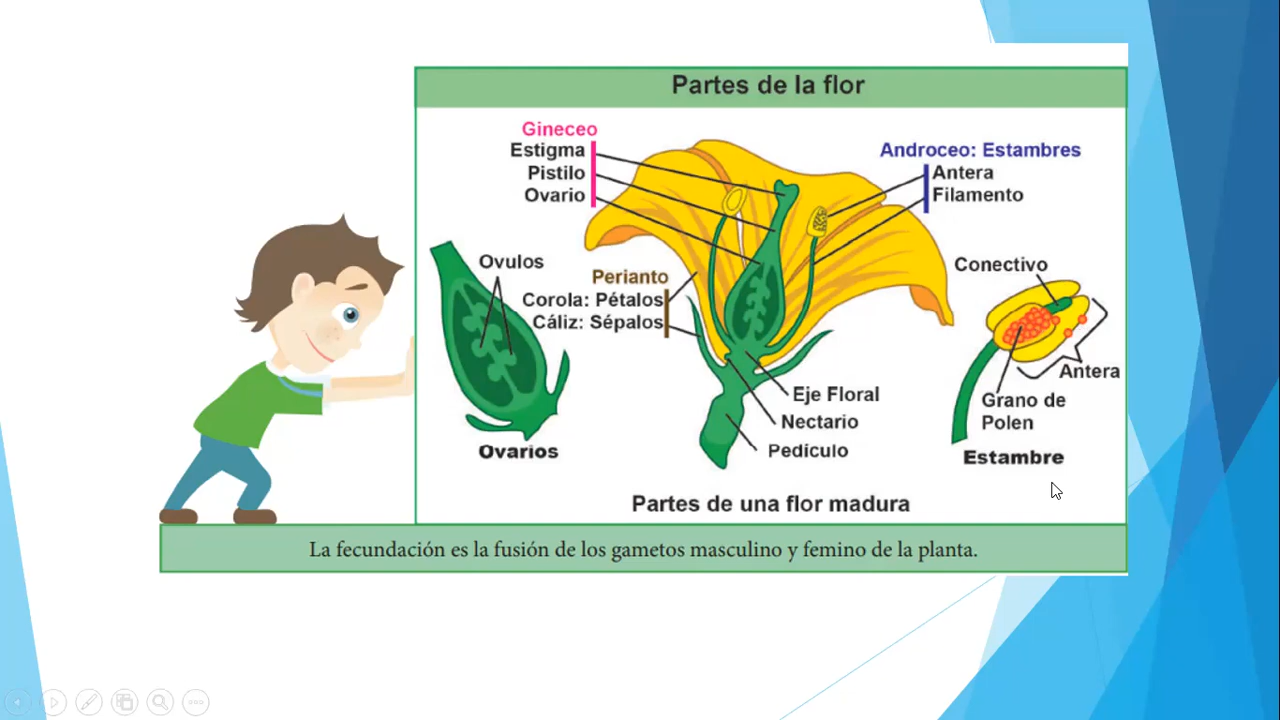 Partes de la flor
Gineceo
Estigma
Pistilo
Ovario
Androceo: Estambres
Antera
Filamento
Ovulos
Perianto
Corola: Pétalos
Cáliz: Sépalos
Conectivo
Antera
Grano de
Polen
Eje Floral
Nectario
Pedículo
Ovarios
Estambre
Partes de una flor madura
La fecundación es la fusión de los gametos masculino y femino de la planta.